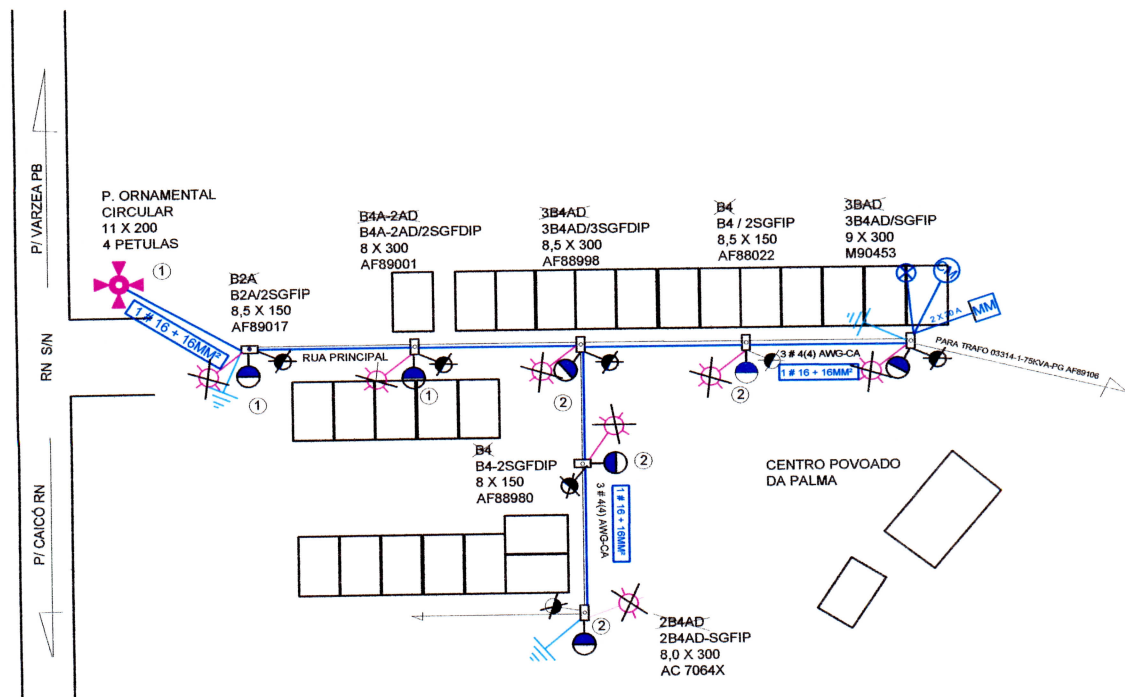 P/ VARZEA PB
RN S/N
P/ CAICÓ RN
P. ORNAMENTAL
CIRCULAR
11 X 200
4 PETULAS
1
1 # 16 + 16MM²
B2A
B2A/2SGFIP
8,5 X 150
AF89017
1
B4A-2AD
B4A-2AD/2SGFDIP
8 X 300
AF89001
RUA PRINCIPAL
1
3B4AD
3B4AD/3SGFDIP
8,5 X 300
AF88998
2
B4
B4 / 2SGFIP
8,5 X 150
AF88022
2
3BAD
3B4AD/SGFIP
9 X 300
M90453
CM
MM
3 # 4(4) AWG-CA
1 # 16 + 16MM²
PARA TRAFO 03314-1-75KVA-PG AF89106
B4
B4-2SGFDIP
8 X 150
AF88980
2
3 # 4(4) AWG-CA
1 # 16 + 16MM²
CENTRO POVOADO
DA PALMA
2
2B4AD
2B4AD-SGFIP
8,0 X 300
AC 7064X